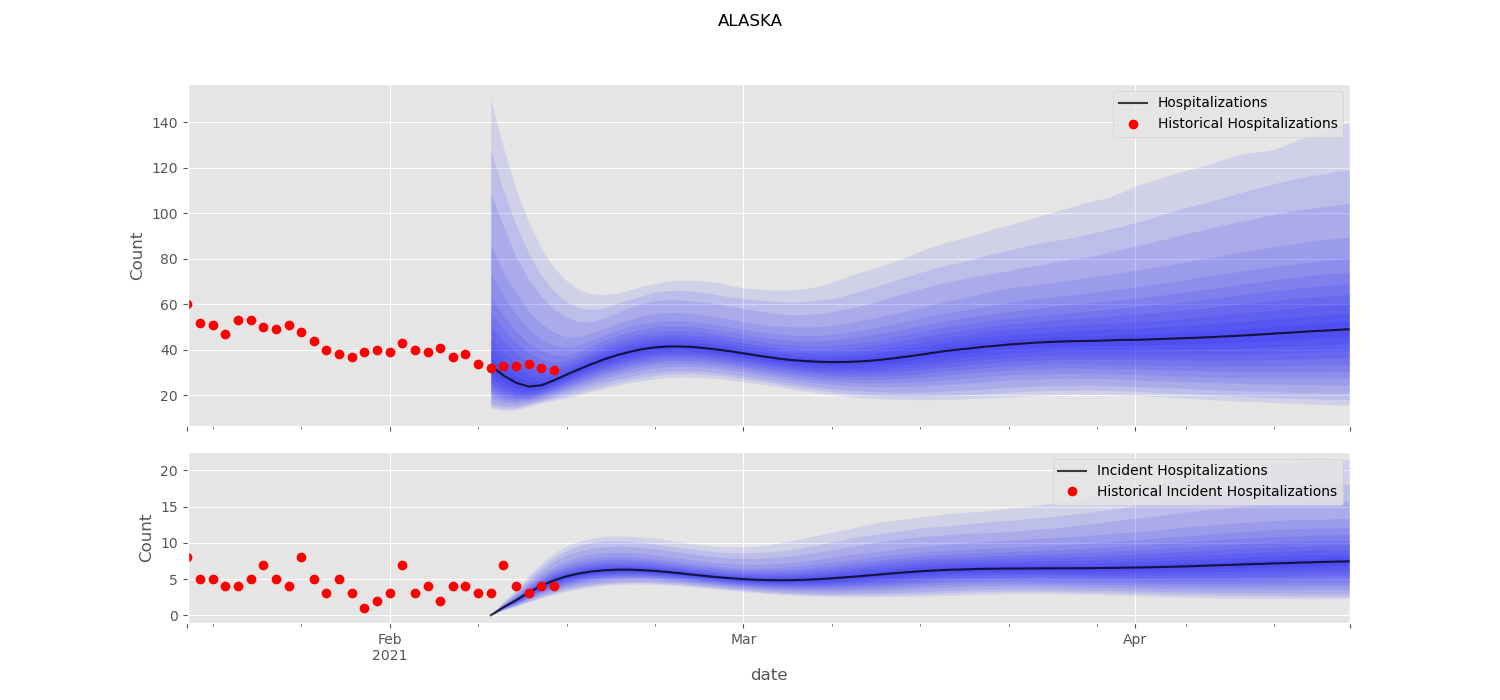 ALASKA
Hospitalizations
Historical Hospitalizations
140
120
100
80
60
40
20
Count
Incident Hospitalizations
Historical Incident Hospitalizations
20
15
10
5
0
Count
Feb
2021
Mar
Apr
date